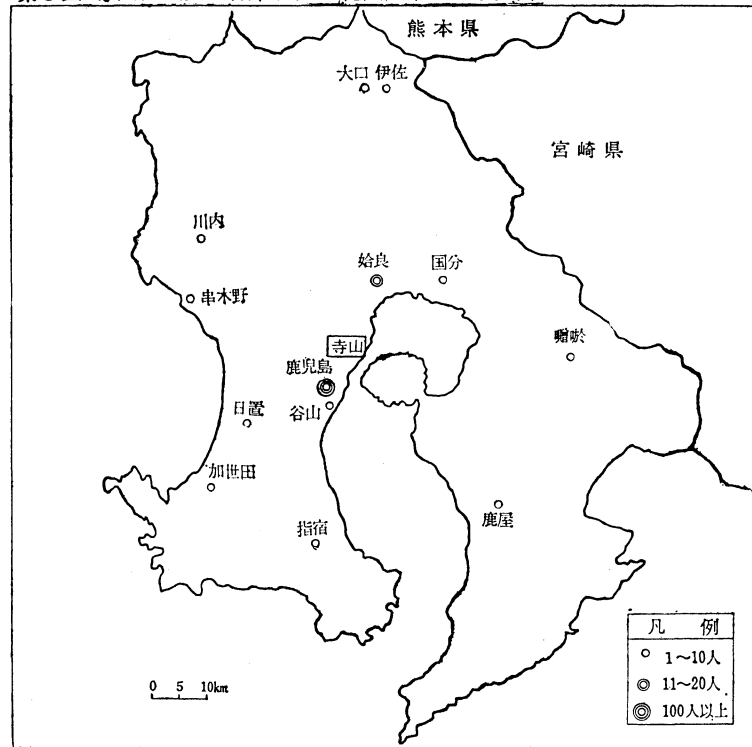 熊本県
大口 伊佐
宮崎県
川内
姶良
国分
串木野
寺山
囎唹
鹿児島
日置
谷山
加世田
鹿屋
指宿
凡 例
1～10人
11～20人
100人以上
0 5 10km